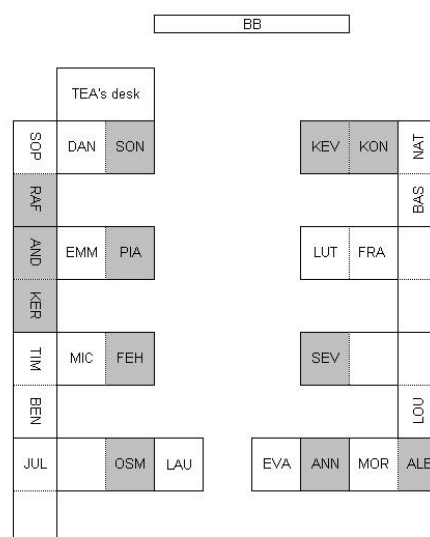 BB
TEA's desk
SOP DAN SON KEV KON NAT
RAF BAS
AND EMM PIA LUT FRA
KER
TIM MIC FEH SEV
BEN LOU
JUL OSM LAU EVA ANN MOR ALE